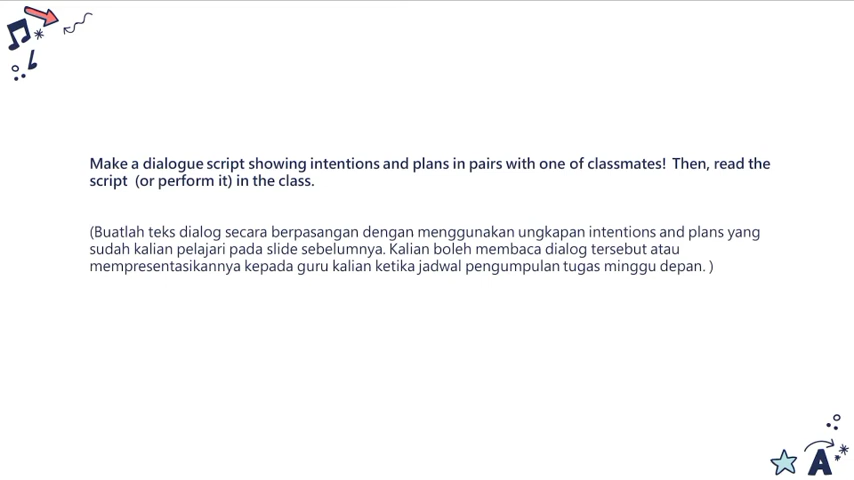 Make a dialogue script showing intentions and plans in pairs with one of classmates! Then, read the
script (or perform it) in the class.
(Buatlah teks dialog secara berpasangan dengan menggunakan ungkapan intentions and plans yang
sudah kalian pelajari pada slide sebelumnya. Kalian boleh membaca dialog tersebut atau
mempresentasikannya kepada guru kalian ketika jadwal pengumpulan tugas minggu depan. )
A